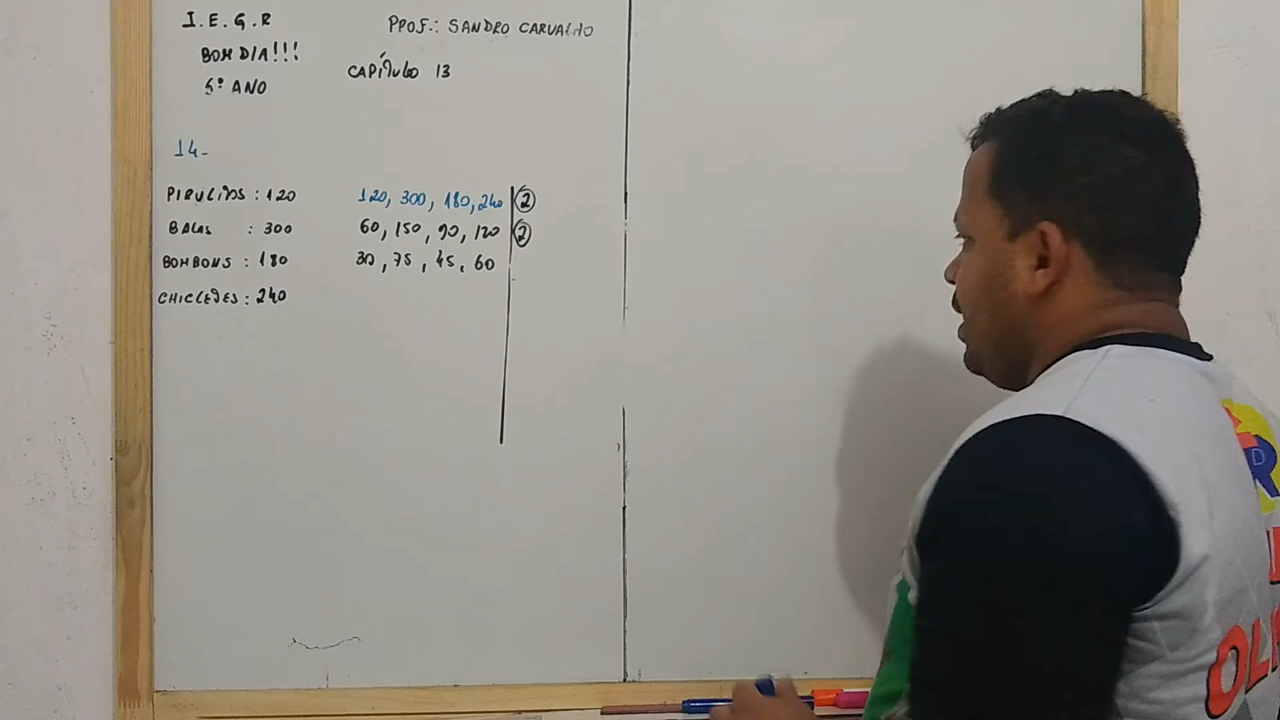 I.E.G.R
PROF.: SANDRO CARVALHO
BOM DIA!!!
CAPÍTULO 13
5º ANO
14-
PIRULITOS : 120
120, 300, 180, 240 2
BALAS : 300
60, 150, 90, 120 2
BOMBONS : 180
30, 75, 45, 60
CHICLETES : 240